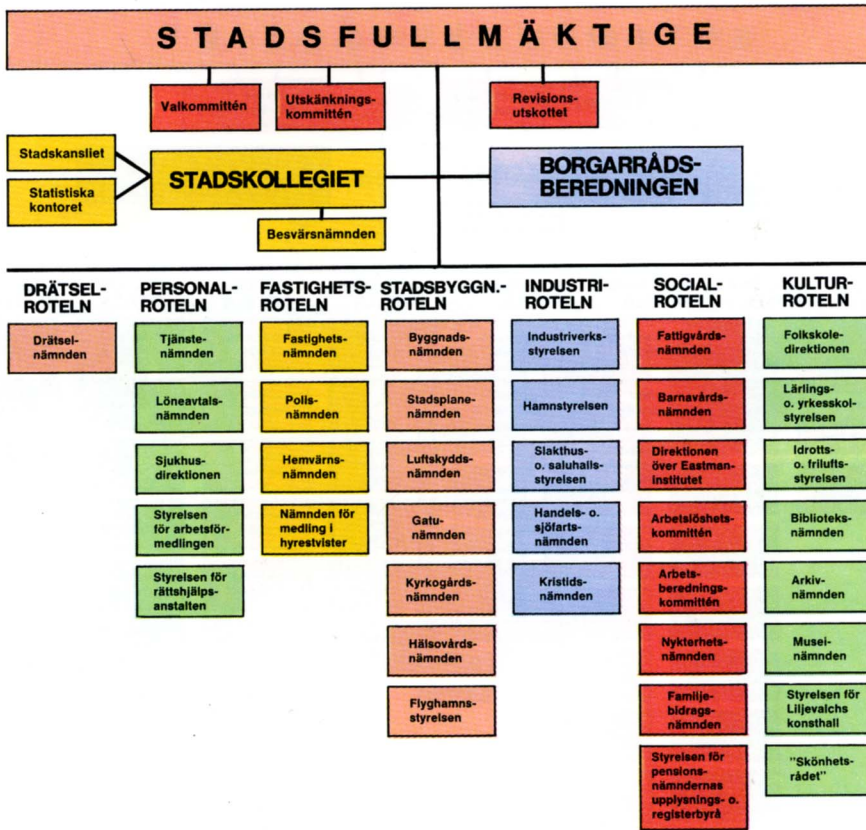 STADSFULLMÄKTIGE
Valkommittén
Utskänknings-
kommittén
Revisions-
utskottet
Stadskansliet
Statistiska
kontoret
STADSKOLLEGIET
BORGARRÅDS-
BEREDNINGEN
Besvärsnämnden
DRÄTSEL-
ROTELN
Drätsel-
nämnden
PERSONAL-
ROTELN
Tjänste-
nämnden
Löneavtals-
nämnden
Sjukhus-
direktionen
Styrelsen
för arbetsför-
medlingen
Styrelsen för
rättshjälps-
anstalten
FASTIGHETS-
ROTELN
Fastighets-
nämnden
Polis-
nämnden
Hemvärns-
nämnden
Nämnden för
medling i
hyrestvister
STADSBYGGN.-
ROTELN
Byggnads-
nämnden
Stadsplane-
nämnden
Luftskydds-
nämnden
Gatu-
nämnden
Kyrkogårds-
nämnden
Hälsovårds-
nämnden
Flyghamns-
styrelsen
INDUSTRI-
ROTELN
Industriverks-
styrelsen
Hamnstyrelsen
Slakthus-
o. saluhalls-
styrelsen
Handels- o.
sjöfarts-
nämnden
Kristids-
nämnden
SOCIAL-
ROTELN
Fattigvårds-
nämnden
Barnavårds-
nämnden
Direktionen
över Eastman-
institutet
Arbetslöshets-
kommittén
Arbets-
berednings-
kommittén
Nykterhets-
nämnden
Familje-
bidrags-
nämnden
Styrelsen för
pensions-
nämndernas
upplysnings- o.
registerbyrå
KULTUR-
ROTELN
Folkskole-
direktionen
Lärlings-
o. yrkesskol-
styrelsen
Idrotts-
o. frilufts-
styrelsen
Biblioteks-
nämnden
Arkiv-
nämnden
Musei-
nämnden
Styrelsen för
Liljevalchs
konsthall
"Skönhets-
rådet"